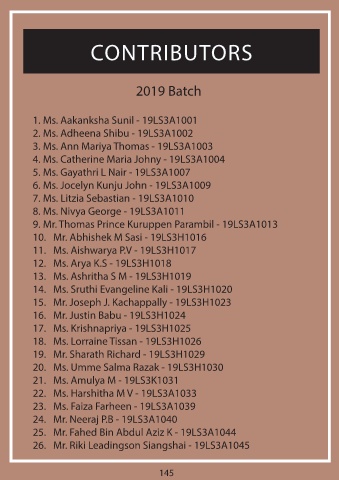 CONTRIBUTORS
2019 Batch
1. Ms. Aakanksha Sunil - 19LS3A1001
2. Ms. Adheena Shibu - 19LS3A1002
3. Ms. Ann Mariya Thomas - 19LS3A1003
4. Ms. Catherine Maria Johny - 19LS3A1004
5. Ms. Gayathri L Nair - 19LS3A1007
6. Ms. Jocelyn Kunju John - 19LS3A1009
7. Ms. Litzia Sebastian - 19LS3A1010
8. Ms. Nivya George - 19LS3A1011
9. Mr. Thomas Prince Kuruppen Parambil - 19LS3A1013
10. Mr. Abhishek M Sasi - 19LS3H1016
11. Ms. Aishwarya P.V - 19LS3H1017
12. Ms. Arya K.S - 19LS3H1018
13. Ms. Ashritha S M - 19LS3H1019
14. Ms. Sruthi Evangeline Kali - 19LS3H1020
15. Mr. Joseph J. Kachappally - 19LS3H1023
16. Mr. Justin Babu - 19LS3H1024
17. Ms. Krishnapriya - 19LS3H1025
18. Ms. Lorraine Tissan - 19LS3H1026
19. Mr. Sharath Richard - 19LS3H1029
20. Ms. Umme Salma Razak - 19LS3H1030
21. Ms. Amulya M - 19LS3K1031
22. Ms. Harshitha M V - 19LS3A1033
23. Ms. Faiza Farheen - 19LS3A1039
24. Mr. Neeraj P.B - 19LS3A1040
25. Mr. Fahed Bin Abdul Aziz K - 19LS3A1044
26. Mr. Riki Leadingson Siangshai - 19LS3A1045
145